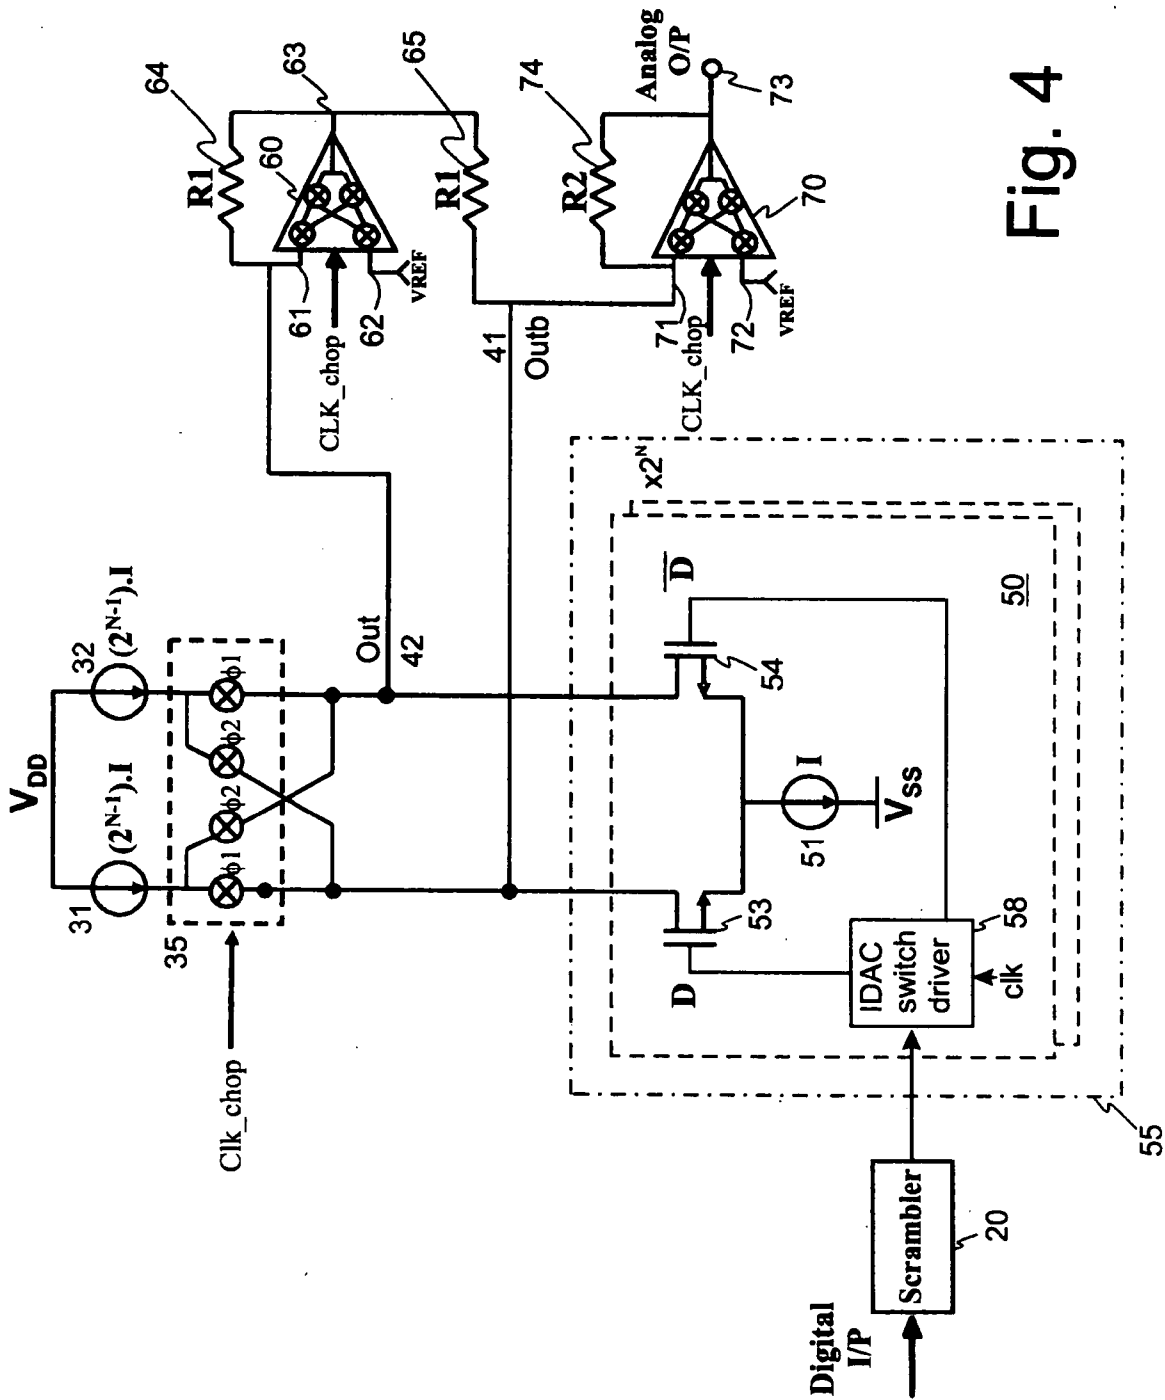 V_DD
31
(2^N-1).I
32
(2^N-1).I
35
Clk_chop
φ1
φ2
φ2
φ1
Out
42
41
Outb
64
R1
60
63
61
CLK_chop
62
VREF
65
R1
74
R2
Analog
O/P
73
70
71
CLK_chop
72
VREF
x2^N
50
D
53
D̅
54
I
51
V_SS
IDAC
switch
driver
58
clk
55
Digital
I/P
Scrambler
20
Fig. 4